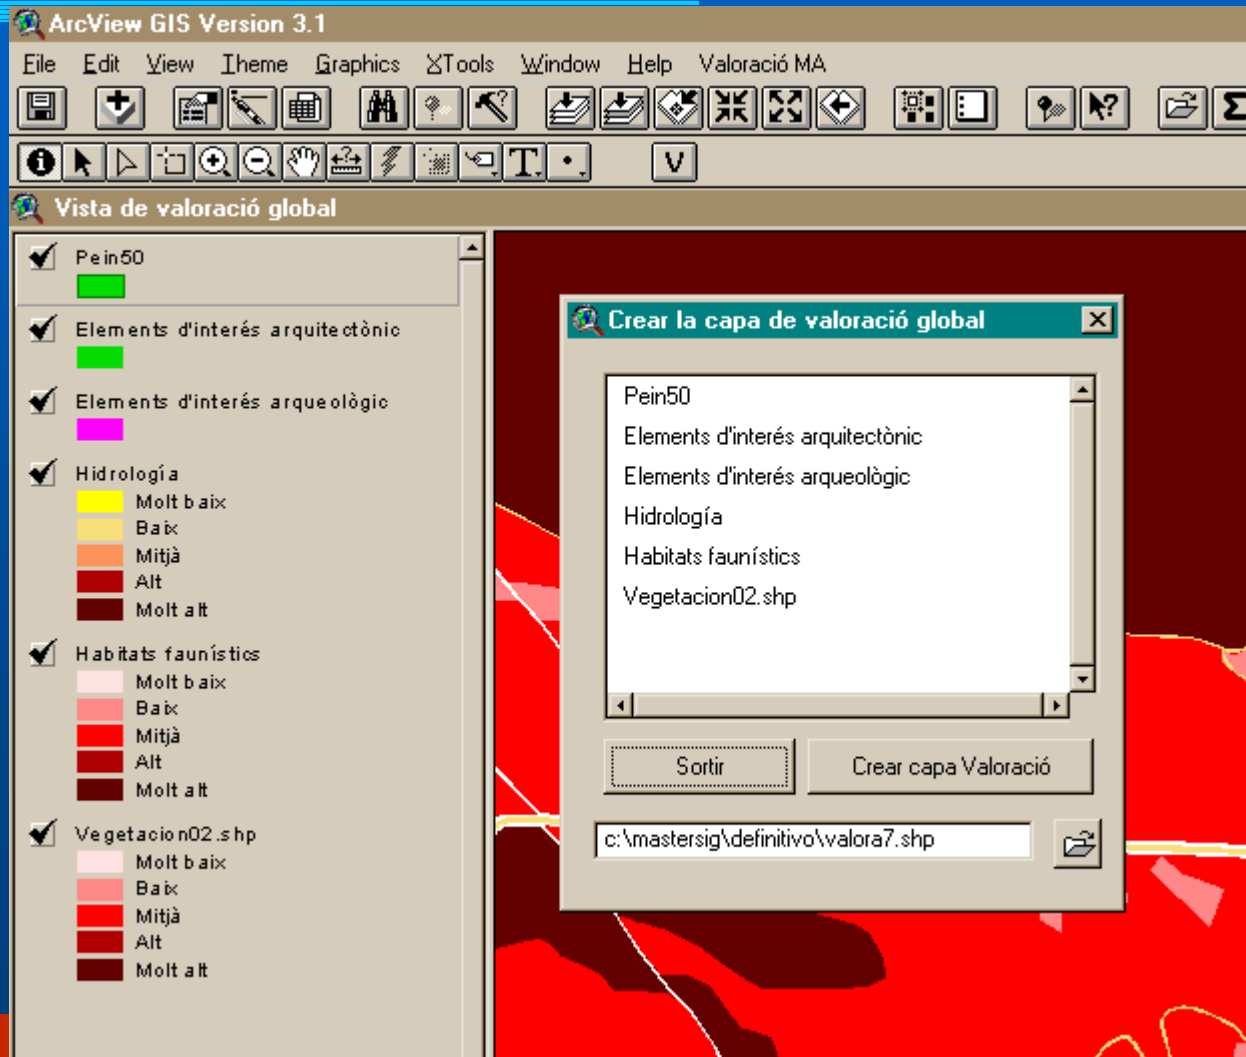 ArcView GIS Version 3.1
File Edit View Theme Graphics XTools Window Help Valoració MA
Σ
T V
Vista de valoració global
Pein50
Elements d'interés arquitectònic
Elements d'interés arqueològic
Hidrología
Molt baix
Baix
Mitjà
Alt
Molt alt
Habitats faunístics
Molt baix
Baix
Mitjà
Alt
Molt alt
Vegetacion02.shp
Molt baix
Baix
Mitjà
Alt
Molt alt
Crear la capa de valoració global
Pein50
Elements d'interés arquitectònic
Elements d'interés arqueològic
Hidrología
Habitats faunístics
Vegetacion02.shp
Sortir Crear capa Valoració
c:\mastersig\definitivo\valora7.shp